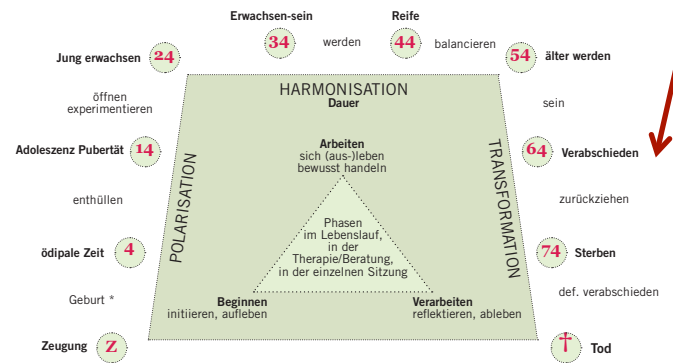 Erwachsen-sein
Reife
34
werden
44
balancieren
24
54
Jung erwachsen
älter werden
HARMONISATION
Dauer
öffnen
experimentieren
sein
Arbeiten
sich (aus-)leben
bewusst handeln
Adoleszenz Pubertät
14
64
Verabschieden
POLARISATION
TRANSFORMATION
enthüllen
zurückziehen
Phasen
im Lebenslauf,
in der
Therapie/Beratung,
in der einzelnen Sitzung
ödipale Zeit
4
74
Sterben
Geburt *
def. verabschieden
Beginnen
initiieren, aufleben
Verarbeiten
reflektieren, ableben
Zeugung
Z
†
Tod